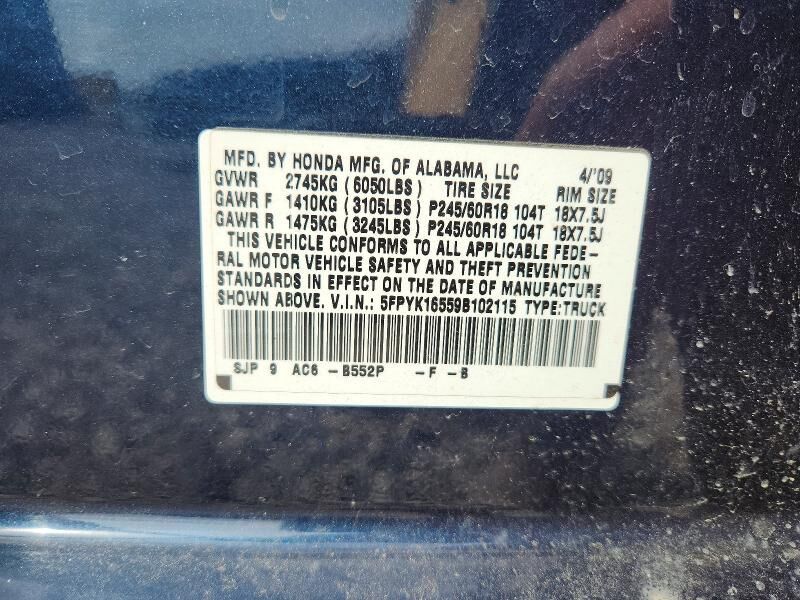 MFD. BY HONDA MFG. OF ALABAMA, LLC 4/'09
GVWR 2745KG (6050LBS) TIRE SIZE RIM SIZE
GAWR F 1410KG (3105LBS) P245/60R18 104T 18X7.5J
GAWR R 1475KG (3245LBS) P245/60R18 104T 18X7.5J
THIS VEHICLE CONFORMS TO ALL APPLICABLE FEDE-
RAL MOTOR VEHICLE SAFETY AND THEFT PREVENTION
STANDARDS IN EFFECT ON THE DATE OF MANUFACTURE
SHOWN ABOVE. V.I.N.: 5FPYK16559B102115 TYPE:TRUCK
SJP 9 AC6 -B552P -F -B